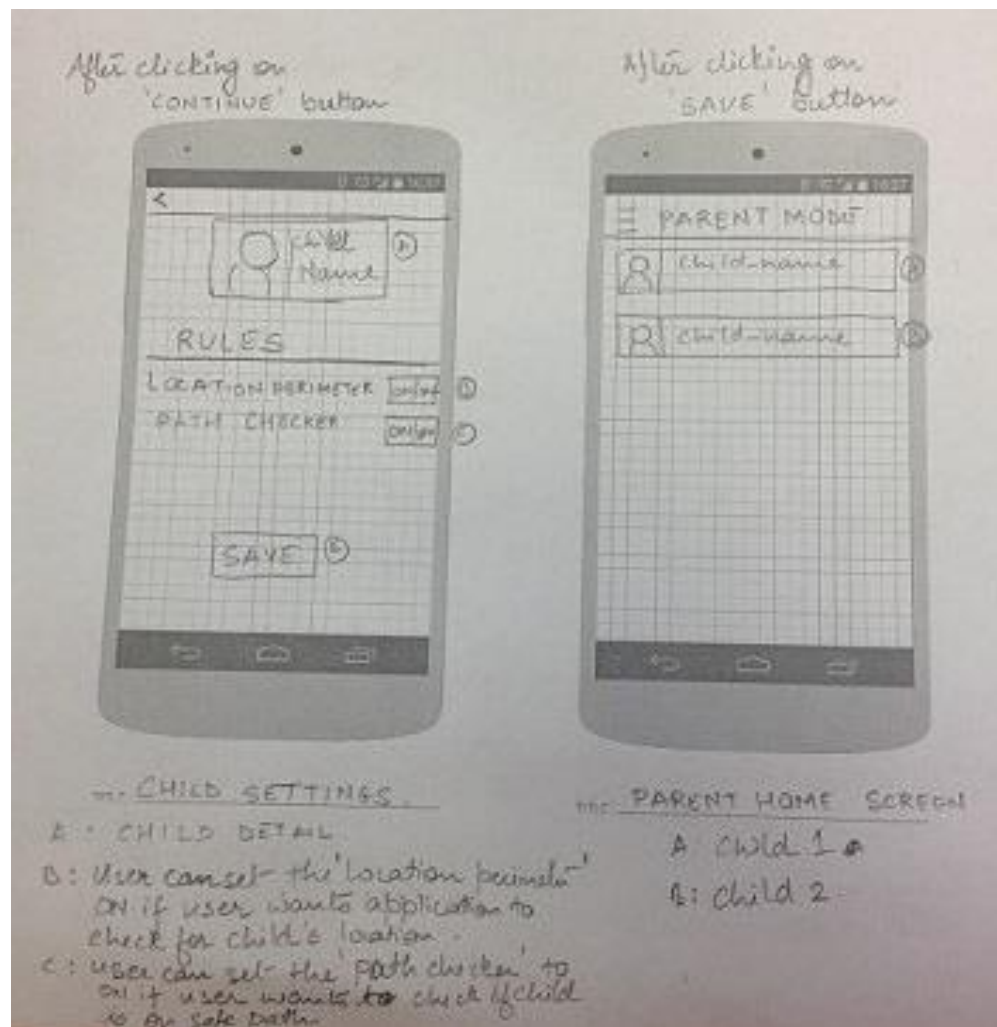 After clicking on
'CONTINUE' button
<
Child
Name
A
RULES
LOCATION PERIMETER on/off
PATH CHECKER
SAVE
CHILD SETTINGS.
: CHILD DETAIL
B: User can set the 'location perimeter'
ON if user wants application to
check for child's location.
C: user can set the 'path checker' to
on if user wants to check if child
is on safe path.
After clicking on
'SAVE' button
PARENT MODE
child-name
A
child-name
B
PARENT HOME SCREEN
A Child 1
B: Child 2.